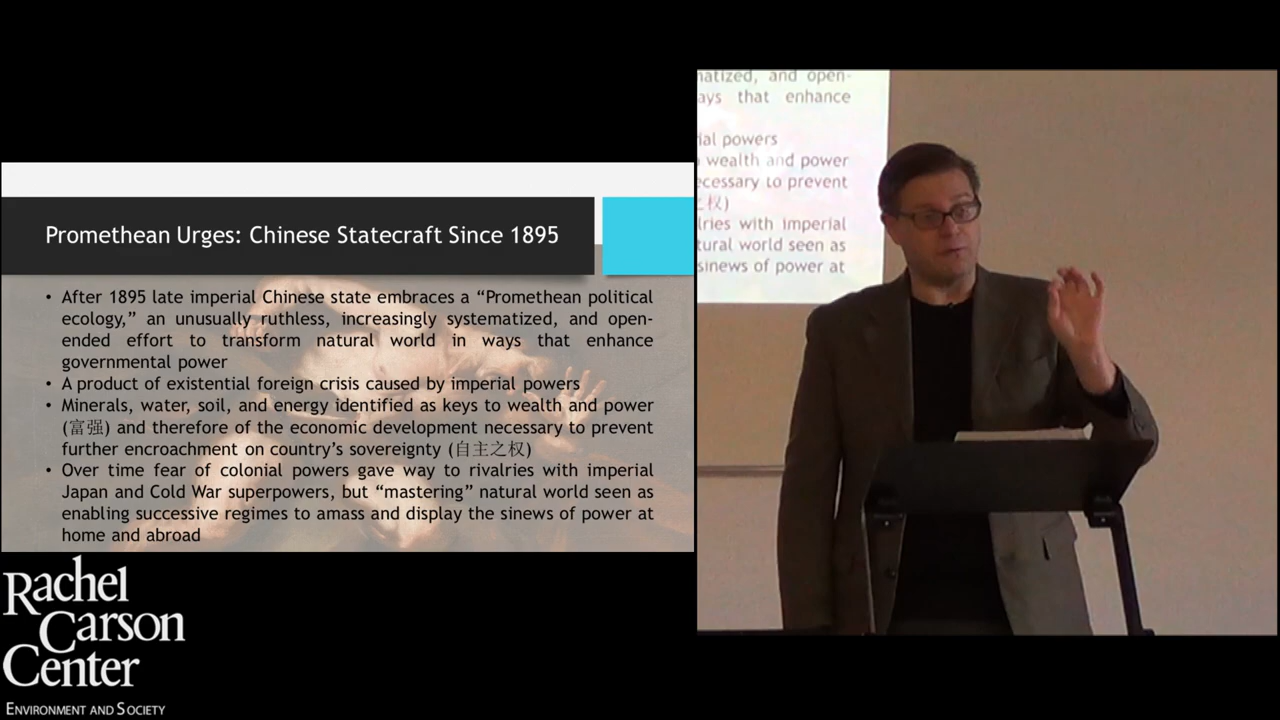 Promethean Urges: Chinese Statecraft Since 1895
• After 1895 late imperial Chinese state embraces a “Promethean political
ecology,” an unusually ruthless, increasingly systematized, and open-
ended effort to transform natural world in ways that enhance
governmental power
• A product of existential foreign crisis caused by imperial powers
• Minerals, water, soil, and energy identified as keys to wealth and power
(富强) and therefore of the economic development necessary to prevent
further encroachment on country’s sovereignty (自主之权)
• Over time fear of colonial powers gave way to rivalries with imperial
Japan and Cold War superpowers, but “mastering” natural world seen as
enabling successive regimes to amass and display the sinews of power at
home and abroad
Rachel
Carson
Center
ENVIRONMENT AND SOCIETY
and open-
ays that enhance
ial powers
wealth and power
to prevent
权)
with imperial
world seen as
sinews of power at